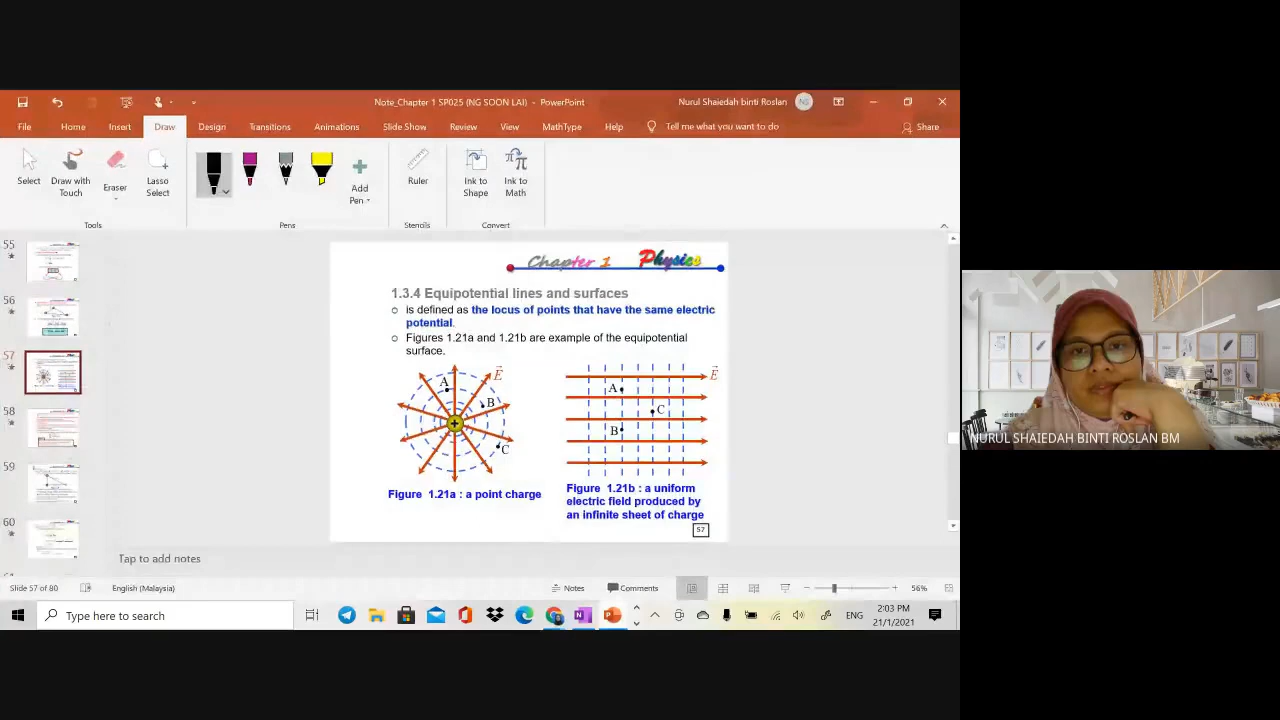 Note_Chapter 1 SP025 (NG SOON LAI) - PowerPoint
Nurul Shaiedah binti Roslan
NG
File Home Insert Draw Design Transitions Animations Slide Show Review View MathType Help Tell me what you want to do Share
Select
Draw with Touch
Eraser
Lasso Select
Add Pen
Ruler
Ink to Shape
Ink to Math
Tools Pens Stencils Convert
55
56
57
58
59
60
Chapter 1 Physics
1.3.4 Equipotential lines and surfaces
is defined as the locus of points that have the same electric
potential.
Figures 1.21a and 1.21b are example of the equipotential
surface.
A
E
B
C
+
E
A
C
B
Figure 1.21a : a point charge
Figure 1.21b : a uniform
electric field produced by
an infinite sheet of charge
57
NURUL SHAIEDAH BINTI ROSLAN BM
Tap to add notes
Slide 57 of 80 English (Malaysia) Notes Comments 56%
Type here to search
ENG
2:03 PM
21/1/2021